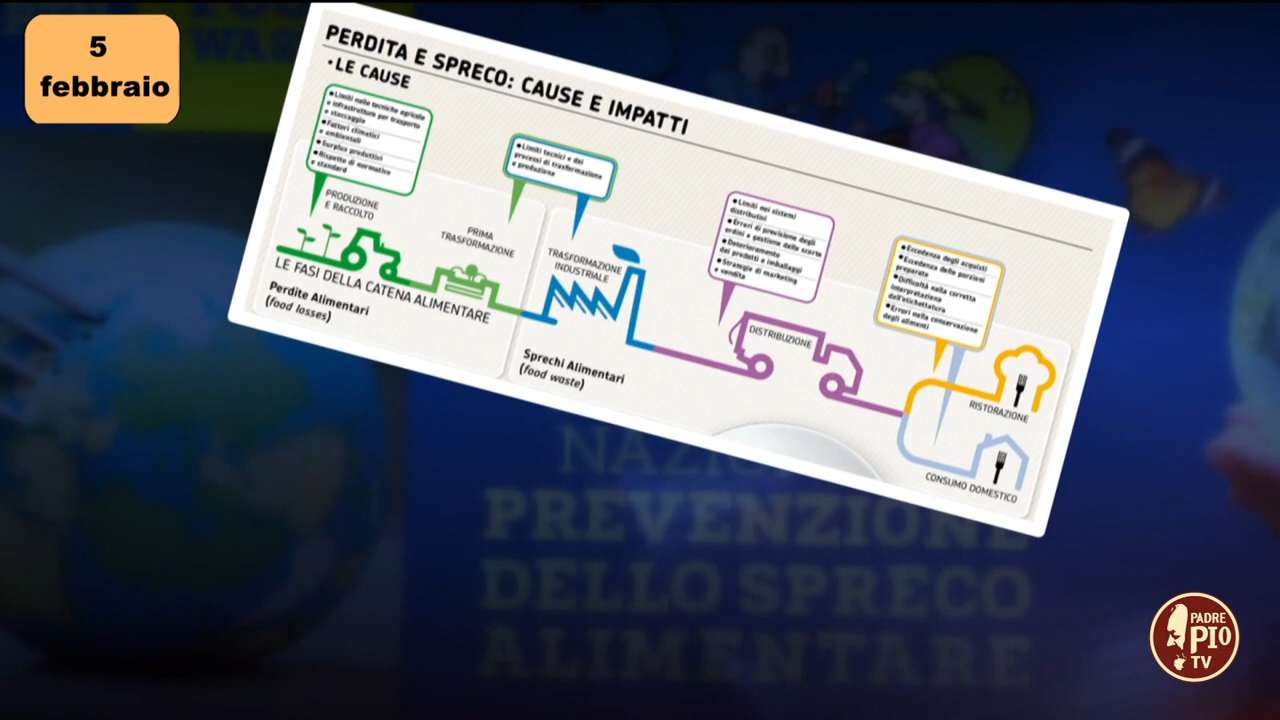 5
febbraio
PERDITA E SPRECO: CAUSE E IMPATTI
• LE CAUSE
● Limiti nelle tecniche agricole
e infrastrutture per trasporto
e stoccaggio
● Fattori climatici
e ambientali
● Surplus produttivi
● Rispetto di normative
e standard
PRODUZIONE
E RACCOLTO
● Limiti tecnici e dei
processi di trasformazione
e produzione
PRIMA
TRASFORMAZIONE
TRASFORMAZIONE
INDUSTRIALE
● Limiti nei sistemi
distributivi
● Errori di previsione degli
ordini e gestione delle scorte
● Deterioramento
dei prodotti e imballaggi
● Strategie di marketing
e vendita
DISTRIBUZIONE
● Eccedenza degli acquisti
● Eccedenza delle porzioni
preparate
● Difficoltà nella corretta
interpretazione
dell'etichettatura
● Errori nella conservazione
degli alimenti
RISTORAZIONE
CONSUMO DOMESTICO
LE FASI DELLA CATENA ALIMENTARE
Perdite Alimentari
(food losses)
Sprechi Alimentari
(food waste)
PREVENZIONE
DELLO SPRECO
ALIMENTARE
PADRE
PIO
TV